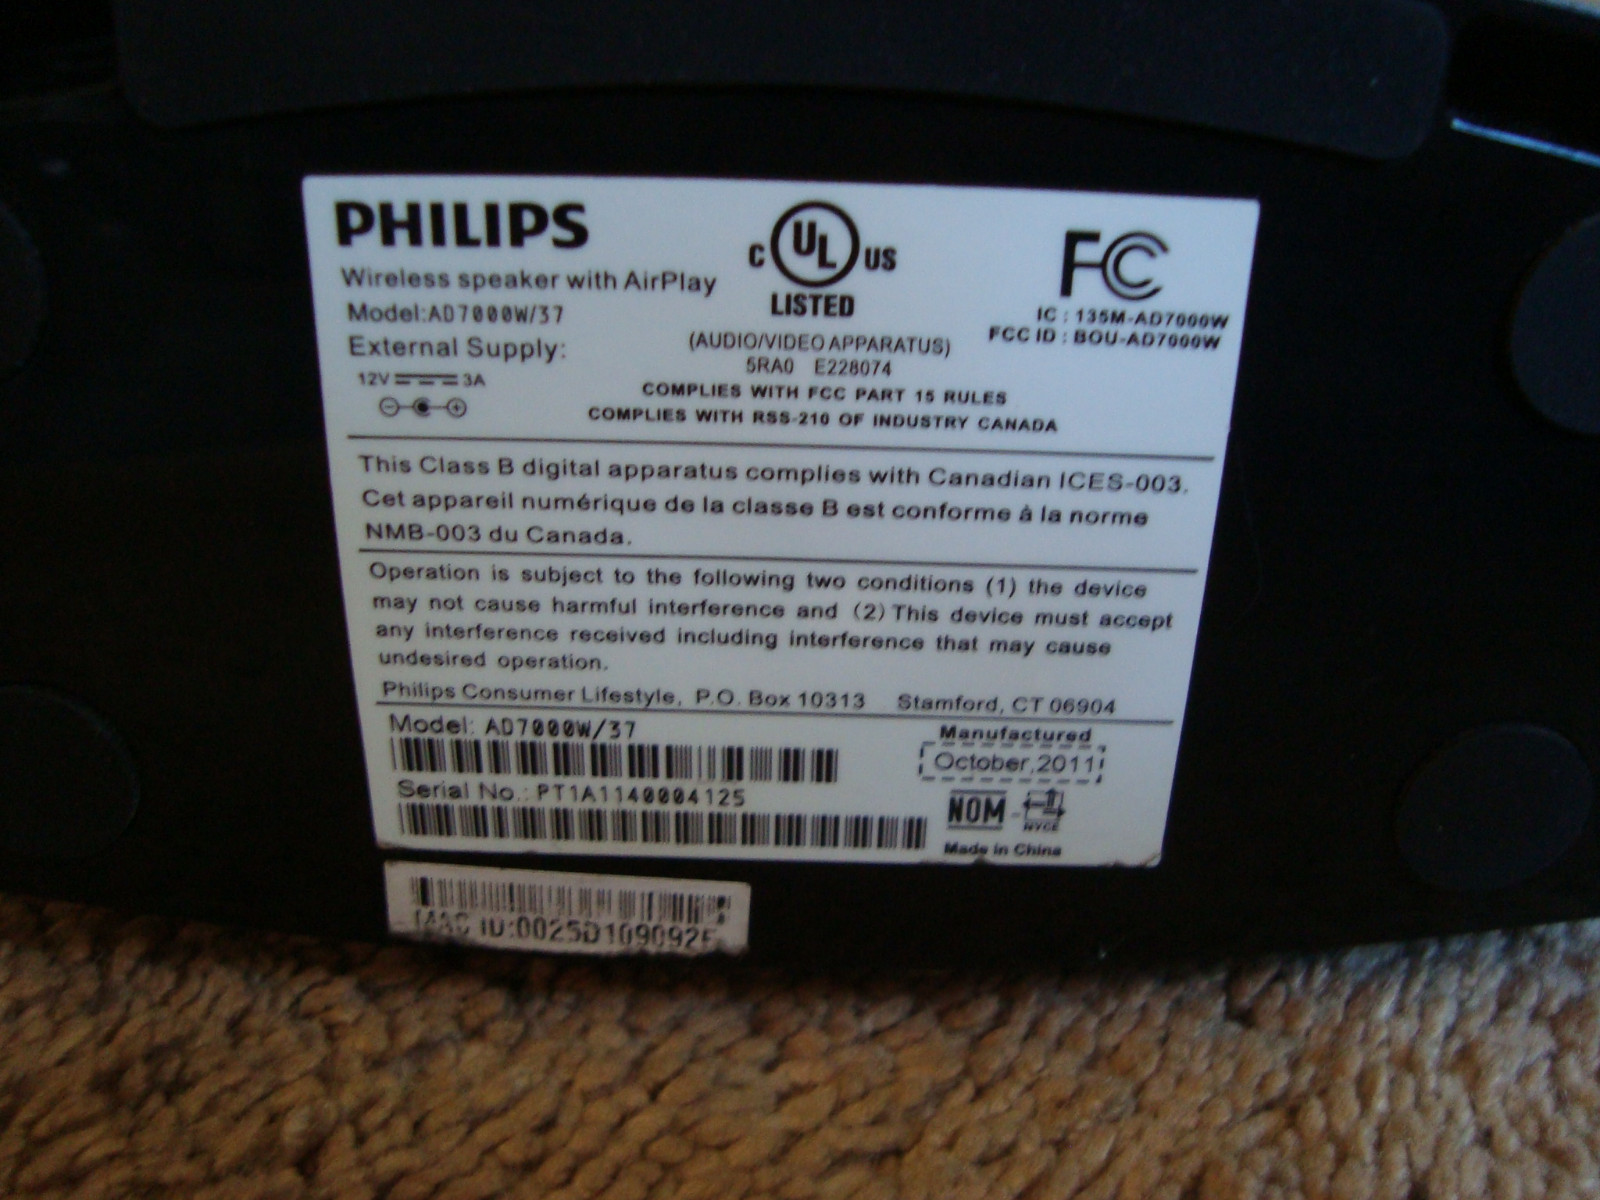 PHILIPS
Wireless speaker with AirPlay
Model:AD7000W/37
External Supply:
12V 3A
C UL US
LISTED
(AUDIO/VIDEO APPARATUS)
5RA0 E228074
COMPLIES WITH FCC PART 15 RULES
COMPLIES WITH RSS-210 OF INDUSTRY CANADA
FC
IC : 135M-AD7000W
FCC ID : BOU-AD7000W
This Class B digital apparatus complies with Canadian ICES-003.
Cet appareil numérique de la classe B est conforme à la norme
NMB-003 du Canada.
Operation is subject to the following two conditions (1) the device
may not cause harmful interference and (2) This device must accept
any interference received including interference that may cause
undesired operation.
Philips Consumer Lifestyle, P.O. Box 10313 Stamford, CT 06904
Model: AD7000W/37
Serial No.: PT1A1140004125
Manufactured
October,2011
NOM
NYCE
Made in China
ID:0025D109092F